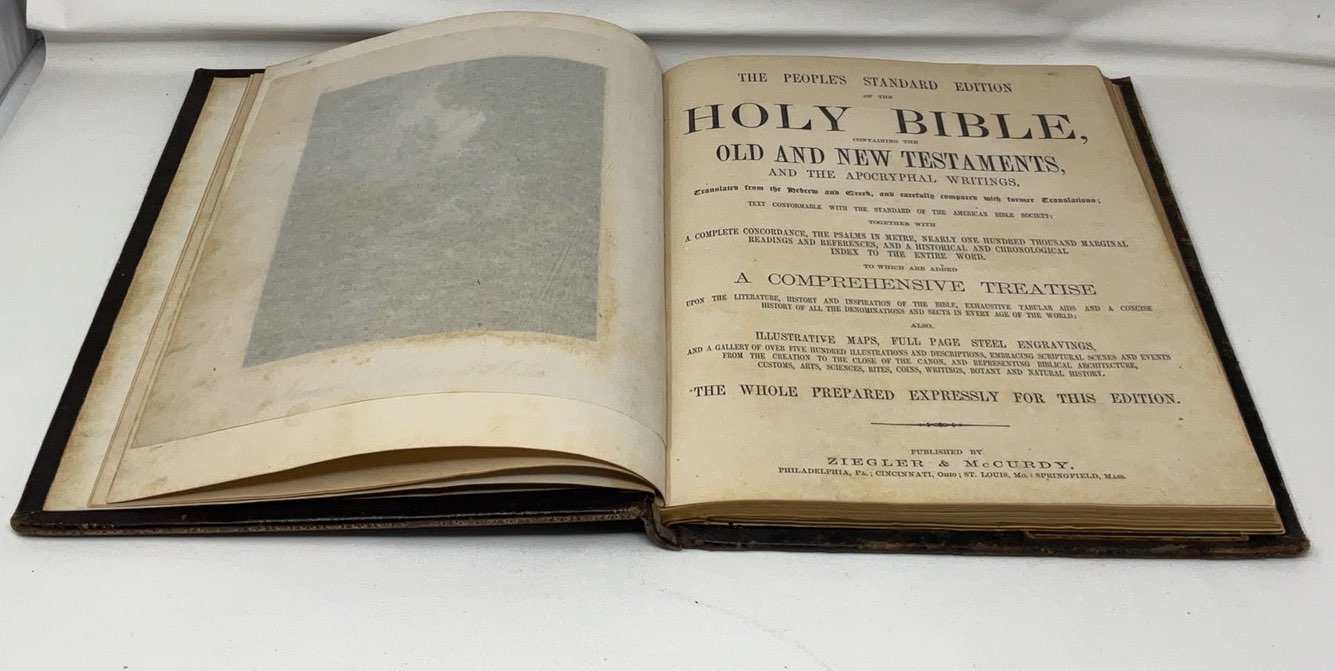 THE PEOPLE'S STANDARD EDITION
OF THE
HOLY BIBLE,
CONTAINING THE
OLD AND NEW TESTAMENTS,
AND THE APOCRYPHAL WRITINGS,
Translated from the Hebrew and Greek, and carefully compared with former Translations;
TEXT CONFORMABLE WITH THE STANDARD OF THE AMERICAN BIBLE SOCIETY;
TOGETHER WITH
A COMPLETE CONCORDANCE, THE PSALMS IN METRE, NEARLY ONE HUNDRED THOUSAND MARGINAL
READINGS AND REFERENCES, AND A HISTORICAL AND CHRONOLOGICAL
INDEX TO THE ENTIRE WORD.
TO WHICH ARE ADDED
A COMPREHENSIVE TREATISE
UPON THE LITERATURE, HISTORY AND INSPIRATION OF THE BIBLE, EXHAUSTIVE TABULAR AIDS AND A CONCISE
HISTORY OF ALL THE DENOMINATIONS AND SECTS IN EVERY AGE OF THE WORLD;
ALSO,
ILLUSTRATIVE MAPS, FULL PAGE STEEL ENGRAVINGS,
AND A GALLERY OF OVER FIVE HUNDRED ILLUSTRATIONS AND DESCRIPTIONS, EMBRACING SCRIPTURAL SCENES AND EVENTS
FROM THE CREATION TO THE CLOSE OF THE CANON, AND REPRESENTING BIBLICAL ARCHITECTURE,
CUSTOMS, ARTS, SCIENCES, RITES, COINS, WRITINGS, BOTANY AND NATURAL HISTORY.
THE WHOLE PREPARED EXPRESSLY FOR THIS EDITION.
PUBLISHED BY
ZIEGLER & McCURDY,
PHILADELPHIA, PA.; CINCINNATI, OHIO; ST. LOUIS, MO.; SPRINGFIELD, MASS.